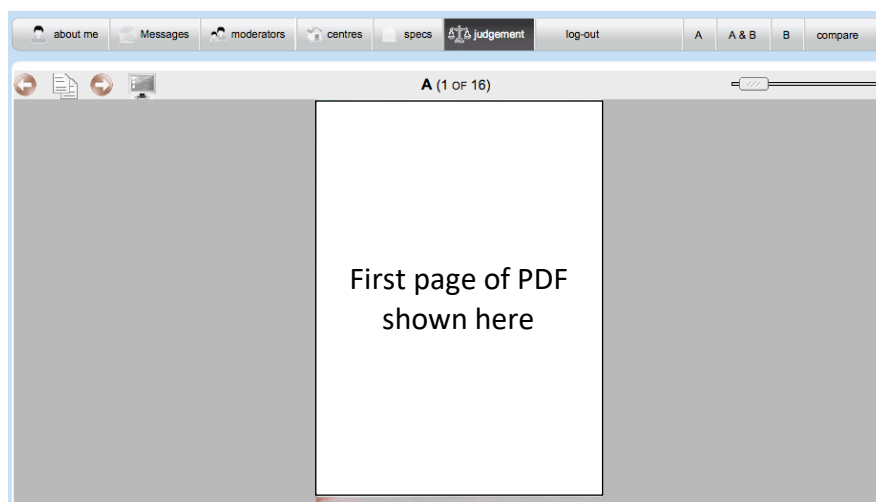 about me Messages moderators centres specs judgement log-out A A & B B compare
A (1 OF 16)
First page of PDF
shown here